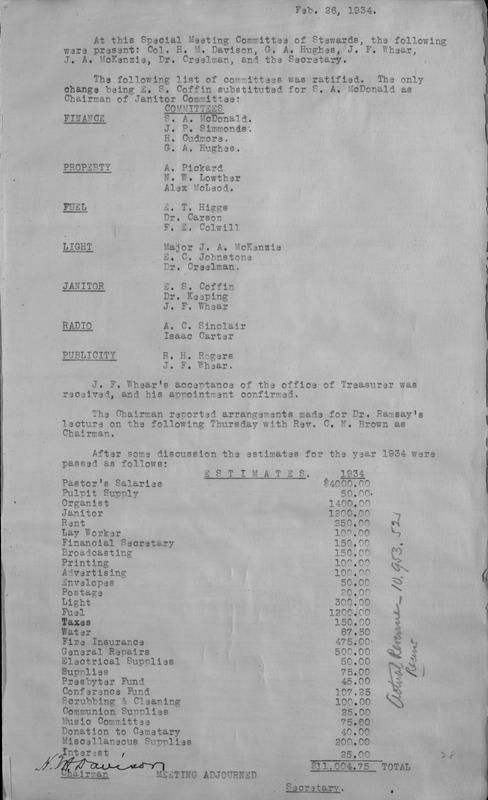 Feb. 26, 1934.
At this Special Meeting Committee of Stewards, the following
were present: Col. H. M. Davison, G. A. Hughes, J. F. Whear,
J. A. McKenzie, Dr. Creelman, and the Secretary.
The following list of committees was ratified. The only
change being E. S. Coffin substituted for S. A. McDonald as
Chairman of Janitor Committee:
COMMITTEES
FINANCE S. A. McDonald.
J. P. Simmonds.
H. Cudmore.
G. A. Hughes.
PROPERTY A. Pickard
N. W. Lowther
Alex McLeod.
FUEL E. T. Higgs
Dr. Carson
F. E. Colwill
LIGHT Major J. A. McKenzie
E. C. Johnstone
Dr. Creelman.
JANITOR E. S. Coffin
Dr. Keeping
J. F. Whear
RADIO A. C. Sinclair
Isaac Carter
PUBLICITY R. H. Rogers
J. F. Whear.
J. F. Whear's acceptance of the office of Treasurer was
received, and his appointment confirmed.
The Chairman reported arrangements made for Dr. Ramsay's
lecture on the following Thursday with Rev. C. N. Brown as
Chairman.
After some discussion the estimates for the year 1934 were
passed as follows:
ESTIMATES. 1934
Pastor's Salaries $4000.00
Pulpit Supply 50.00
Organist 1400.00
Janitor 1200.00
Rent 250.00
Lay Worker 100.00
Financial Secretary 150.00
Broadcasting 150.00
Printing 100.00
Advertising 100.00
Envelopes 50.00
Postage 20.00
Light 300.00
Fuel 1200.00
Taxes 150.00
Water 87.50
Fire Insurance 475.00
General Repairs 500.00
Electrical Supplies 50.00
Supplies 75.00
Presbyter Fund 45.00
Conference Fund 107.25
Scrubbing & Cleaning 100.00
Communion Supplies 25.00
Music Committee 75.00
Donation to Cemetary 40.00
Miscellaneous Supplies 200.00
Interest 25.00
$11,004.75 TOTAL
H. M. Davison
Chairman MEETING ADJOURNED
Secretary.
Actual Revenue - 10,953.52
28